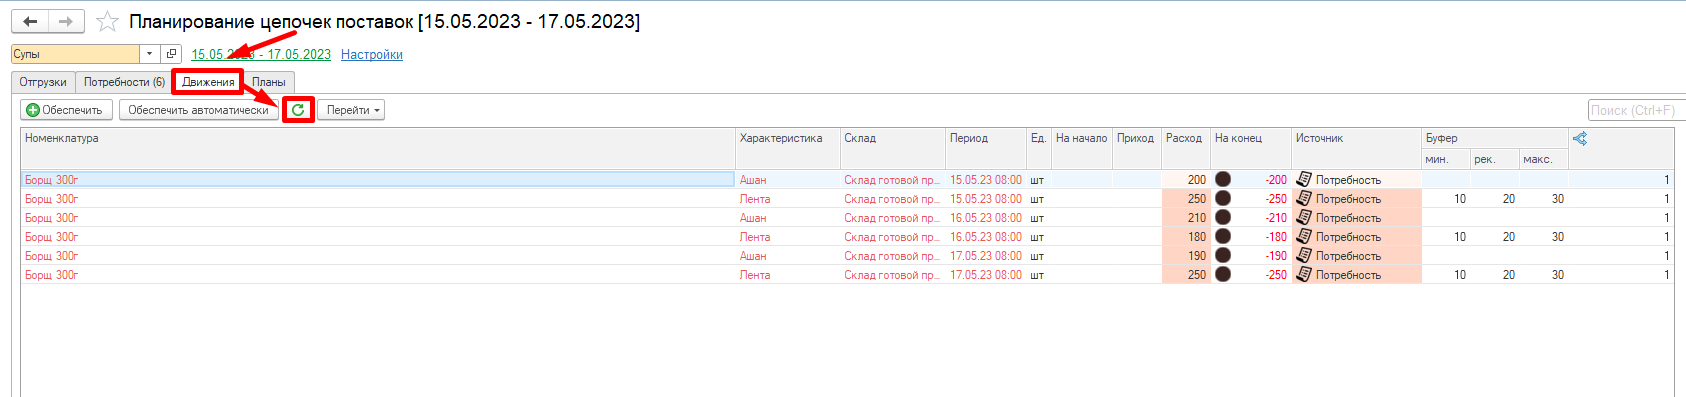 Планирование цепочек поставок [15.05.2023 - 17.05.2023]
Супы 15.05.2023 - 17.05.2023 Настройки
Отгрузки Потребности (6) Движения Планы
Обеспечить Обеспечить автоматически Перейти Поиск (Ctrl+F)
Номенклатура Характеристика Склад Период Ед. На начало Приход Расход На конец Источник Буфер
мин. рек. макс.
Борщ 300г Ашан Склад готовой пр... 15.05.23 08:00 шт 200 -200 Потребность 1
Борщ 300г Лента Склад готовой пр... 15.05.23 08:00 шт 250 -250 Потребность 10 20 30 1
Борщ 300г Ашан Склад готовой пр... 16.05.23 08:00 шт 210 -210 Потребность 1
Борщ 300г Лента Склад готовой пр... 16.05.23 08:00 шт 180 -180 Потребность 10 20 30 1
Борщ 300г Ашан Склад готовой пр... 17.05.23 08:00 шт 190 -190 Потребность 1
Борщ 300г Лента Склад готовой пр... 17.05.23 08:00 шт 250 -250 Потребность 10 20 30 1